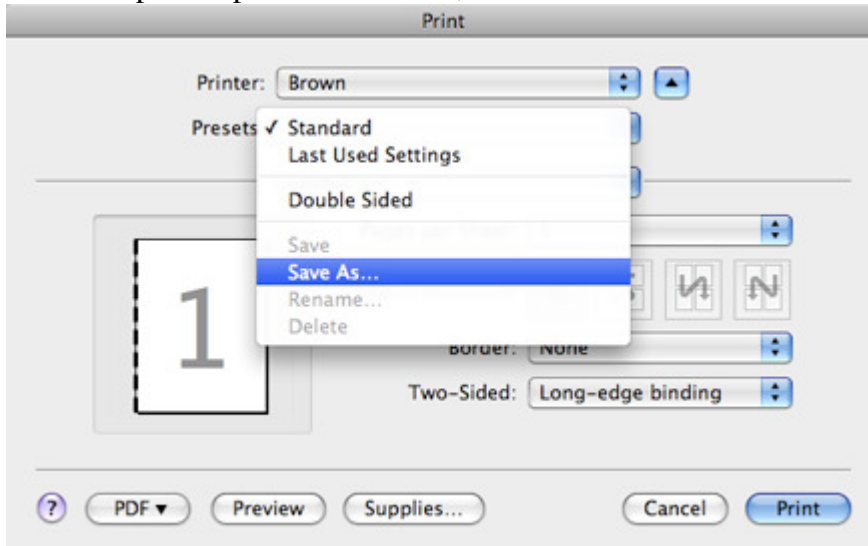 Print
Printer: Brown
Presets ✓ Standard
Last Used Settings
Double Sided
Save
Save As...
Rename...
Delete
1
Border: None
Two-Sided: Long-edge binding
? PDF▼ Preview Supplies... Cancel Print